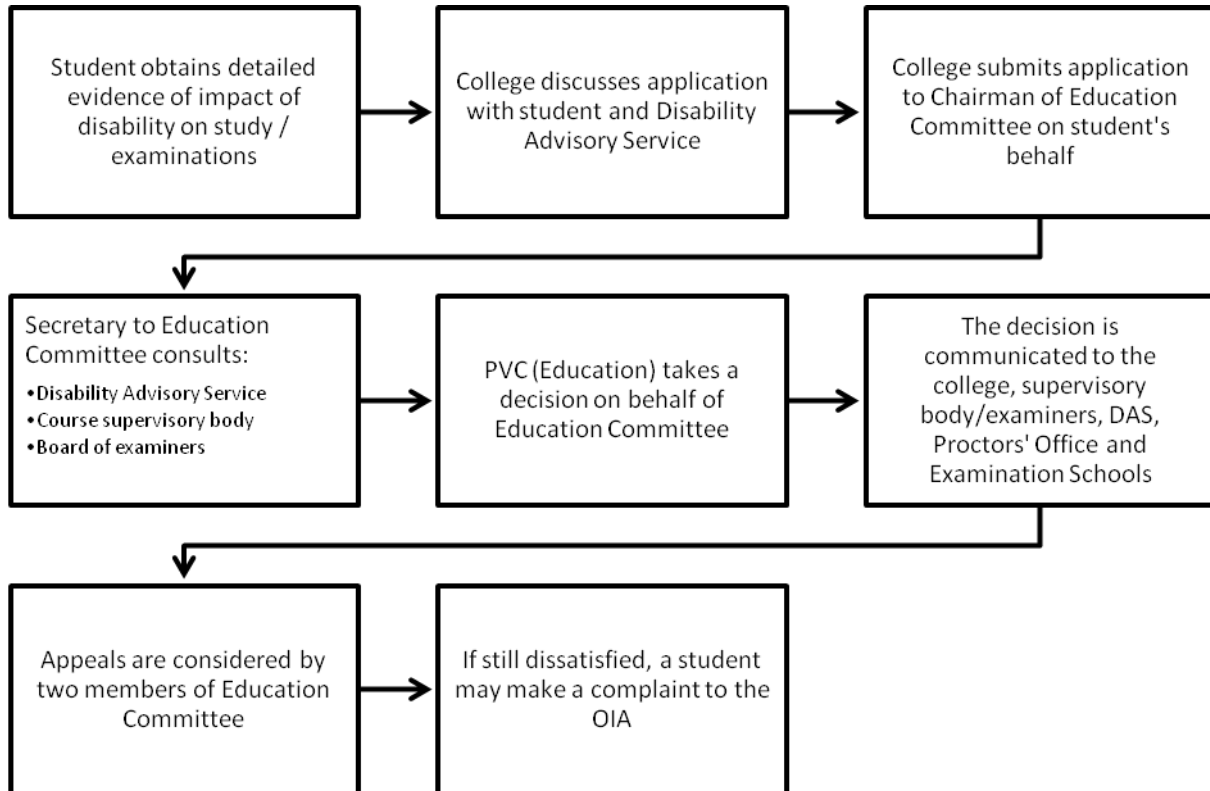 Student obtains detailed
evidence of impact of
disability on study /
examinations
College discusses application
with student and Disability
Advisory Service
College submits application
to Chairman of Education
Committee on student's
behalf
Secretary to Education
Committee consults:
•Disability Advisory Service
•Course supervisory body
•Board of examiners
PVC (Education) takes a
decision on behalf of
Education Committee
The decision is
communicated to the
college, supervisory
body/examiners, DAS,
Proctors' Office and
Examination Schools
Appeals are considered by
two members of Education
Committee
If still dissatisfied, a student
may make a complaint to the
OIA